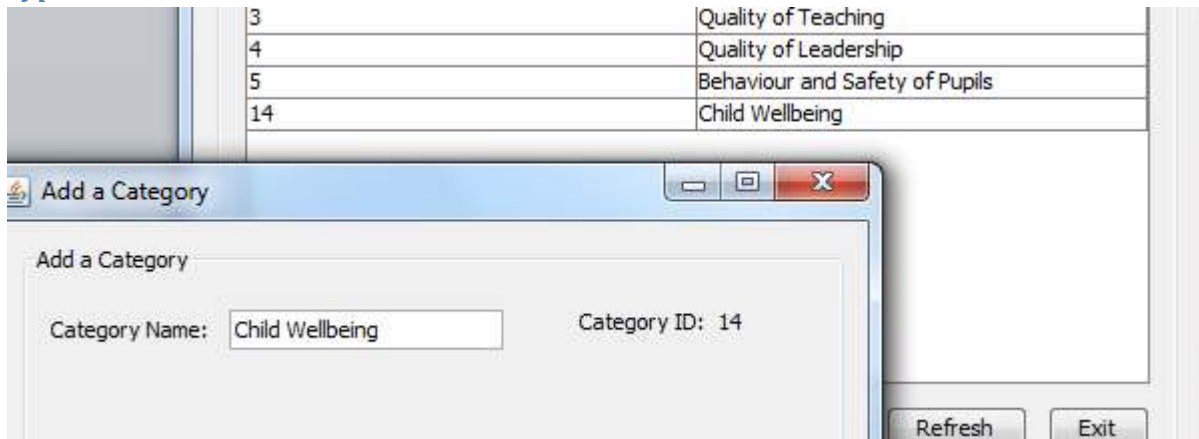 3 Quality of Teaching
4 Quality of Leadership
5 Behaviour and Safety of Pupils
14 Child Wellbeing
Add a Category
Add a Category
Category Name: Child Wellbeing Category ID: 14
Refresh Exit